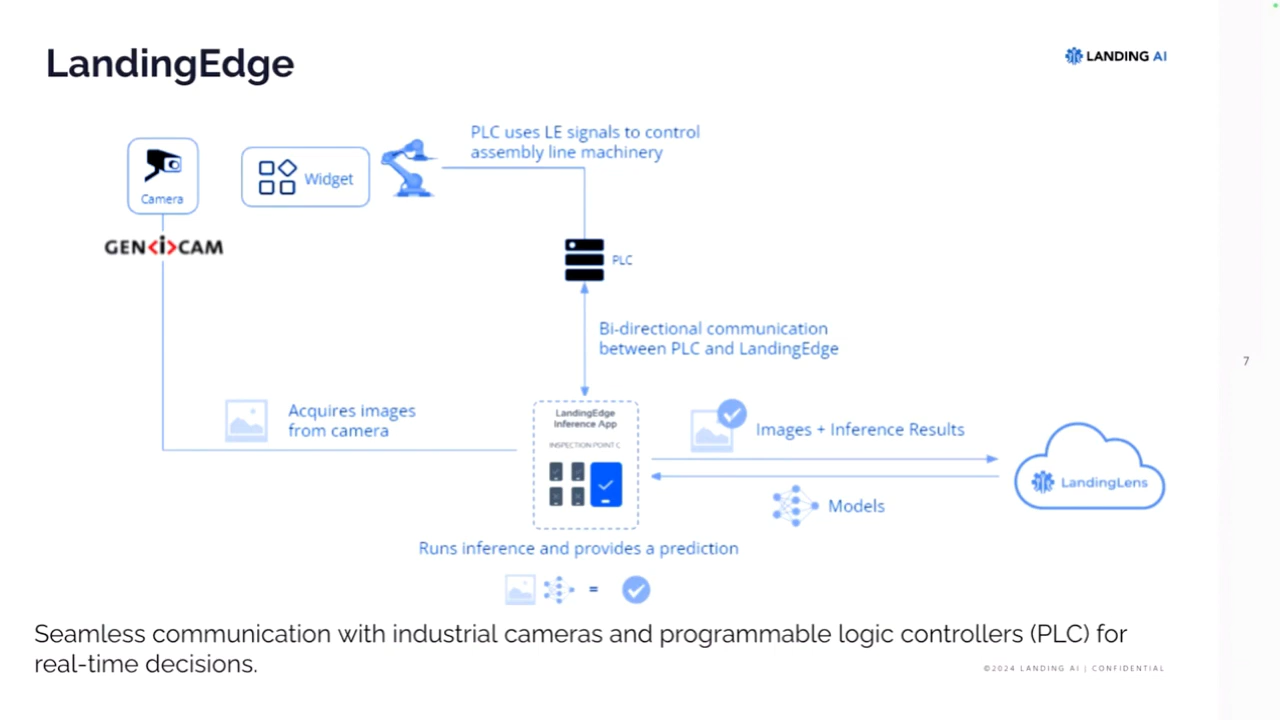 LandingEdge
LANDING AI
PLC uses LE signals to control
assembly line machinery
Camera
Widget
GEN<i>CAM
PLC
Bi-directional communication
between PLC and LandingEdge
7
Acquires images
from camera
LandingEdge
Inference App
INSPECTION POINT C
Images + Inference Results
LandingLens
Models
Runs inference and provides a prediction
=
Seamless communication with industrial cameras and programmable logic controllers (PLC) for
real-time decisions.
©2024 LANDING AI | CONFIDENTIAL